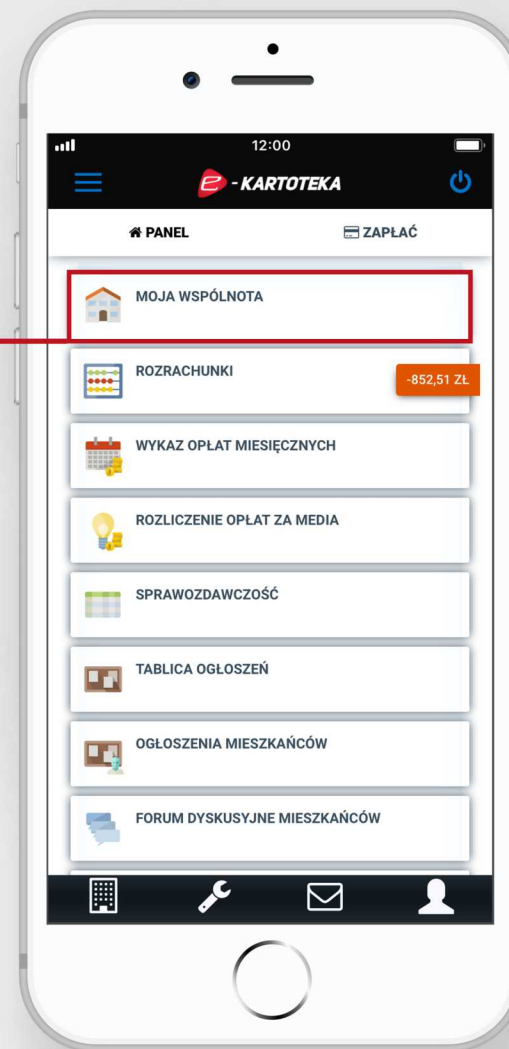 12:00
e - KARTOTEKA
PANEL
ZAPŁAĆ
MOJA WSPÓLNOTA
ROZRACHUNKI
-852,51 ZŁ
WYKAZ OPŁAT MIESIĘCZNYCH
ROZLICZENIE OPŁAT ZA MEDIA
SPRAWOZDAWCZOŚĆ
TABLICA OGŁOSZEŃ
OGŁOSZENIA MIESZKAŃCÓW
FORUM DYSKUSYJNE MIESZKAŃCÓW